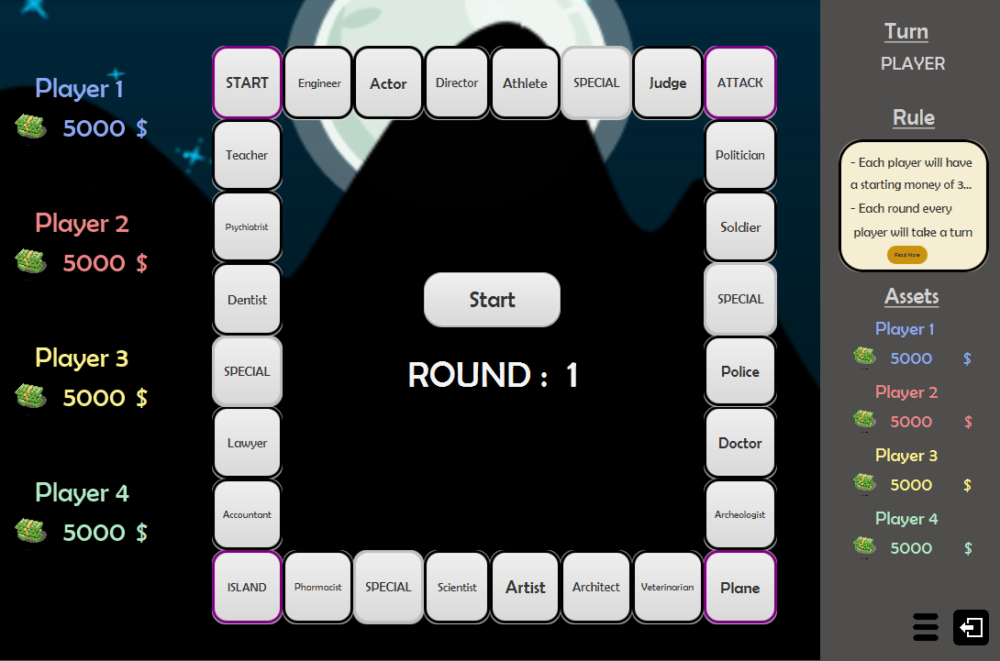 Player 1
5000 $
Player 2
5000 $
Player 3
5000 $
Player 4
5000 $
START
Engineer
Actor
Director
Athlete
SPECIAL
Judge
ATTACK
Teacher
Politician
Psychiatrist
Soldier
Dentist
SPECIAL
SPECIAL
Police
Lawyer
Doctor
Accountant
Archeologist
ISLAND
Pharmacist
SPECIAL
Scientist
Artist
Architect
Veterinarian
Plane
Start
ROUND : 1
Turn
PLAYER
Rule
- Each player will have
a starting money of 3...
- Each round every
player will take a turn
Read More
Assets
Player 1
5000 $
Player 2
5000 $
Player 3
5000 $
Player 4
5000 $